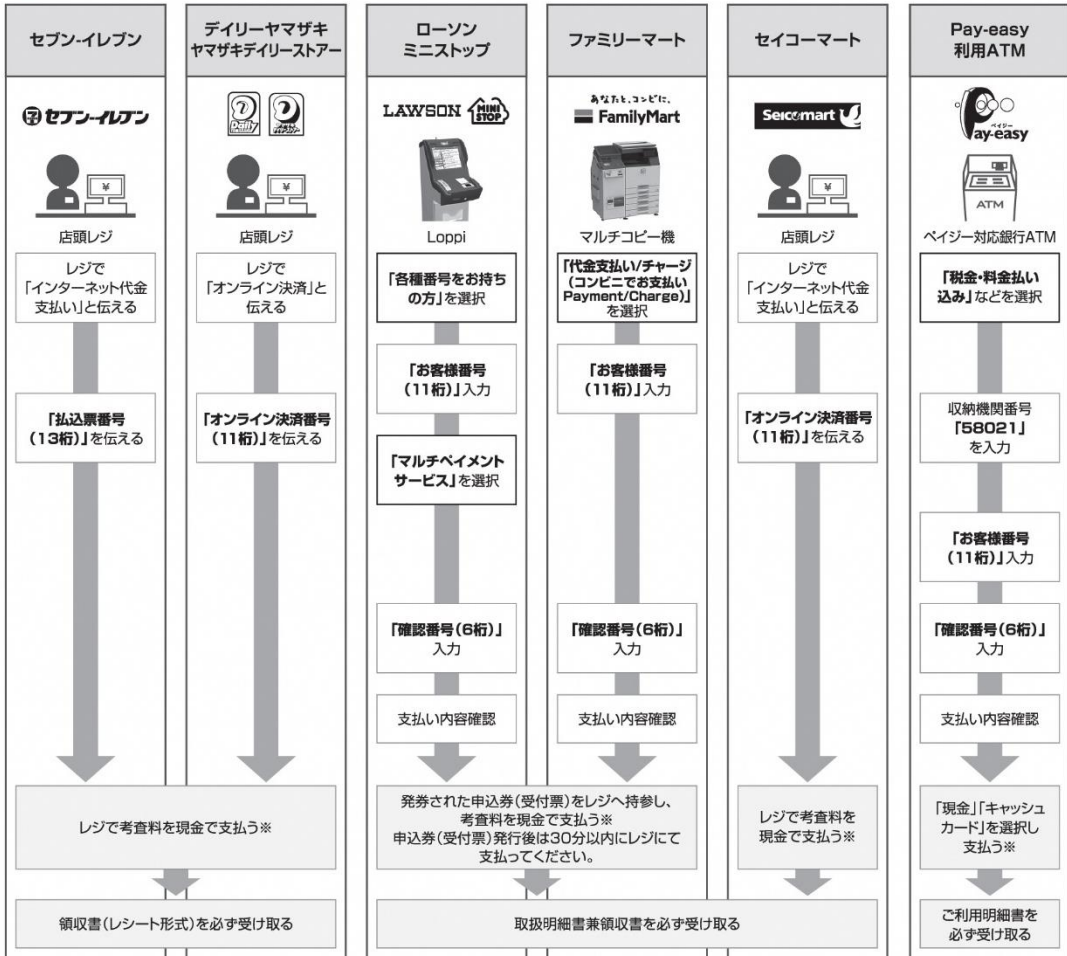 セブン-イレブン
デイリーヤマザキ
ヤマザキデイリーストアー
ローソン
ミニストップ
ファミリーマート
セイコーマート
Pay-easy
利用ATM
セブン-イレブン
Daily
LAWSON
MINI
STOP
あなたと、コンビに、
FamilyMart
Seicomart
ペイジー
Pay-easy
¥
¥
¥
ATM
店頭レジ
店頭レジ
Loppi
マルチコピー機
店頭レジ
ペイジー対応銀行ATM
レジで
「インターネット代金
支払い」と伝える
レジで
「オンライン決済」と
伝える
「各種番号をお持ち
の方」を選択
「代金支払い/チャージ
(コンビニでお支払い
Payment/Charge)」
を選択
レジで
「インターネット代金
支払い」と伝える
「税金・料金払い
込み」などを選択
「お客様番号
(11桁)」入力
「お客様番号
(11桁)」入力
「払込票番号
(13桁)」を伝える
「オンライン決済番号
(11桁)」を伝える
「マルチペイメント
サービス」を選択
「オンライン決済番号
(11桁)」を伝える
収納機関番号
「58021」
を入力
「お客様番号
(11桁)」入力
「確認番号(6桁)」
入力
「確認番号(6桁)」
入力
「確認番号(6桁)」
入力
支払い内容確認
支払い内容確認
支払い内容確認
レジで考査料を現金で支払う※
発券された申込券(受付票)をレジへ持参し、
考査料を現金で支払う※
申込券(受付票)発行後は30分以内にレジにて
支払ってください。
レジで考査料を
現金で支払う※
「現金」「キャッシュ
カード」を選択し
支払う※
領収書(レシート形式)を必ず受け取る
取扱明細書兼領収書を必ず受け取る
ご利用明細書を
必ず受け取る